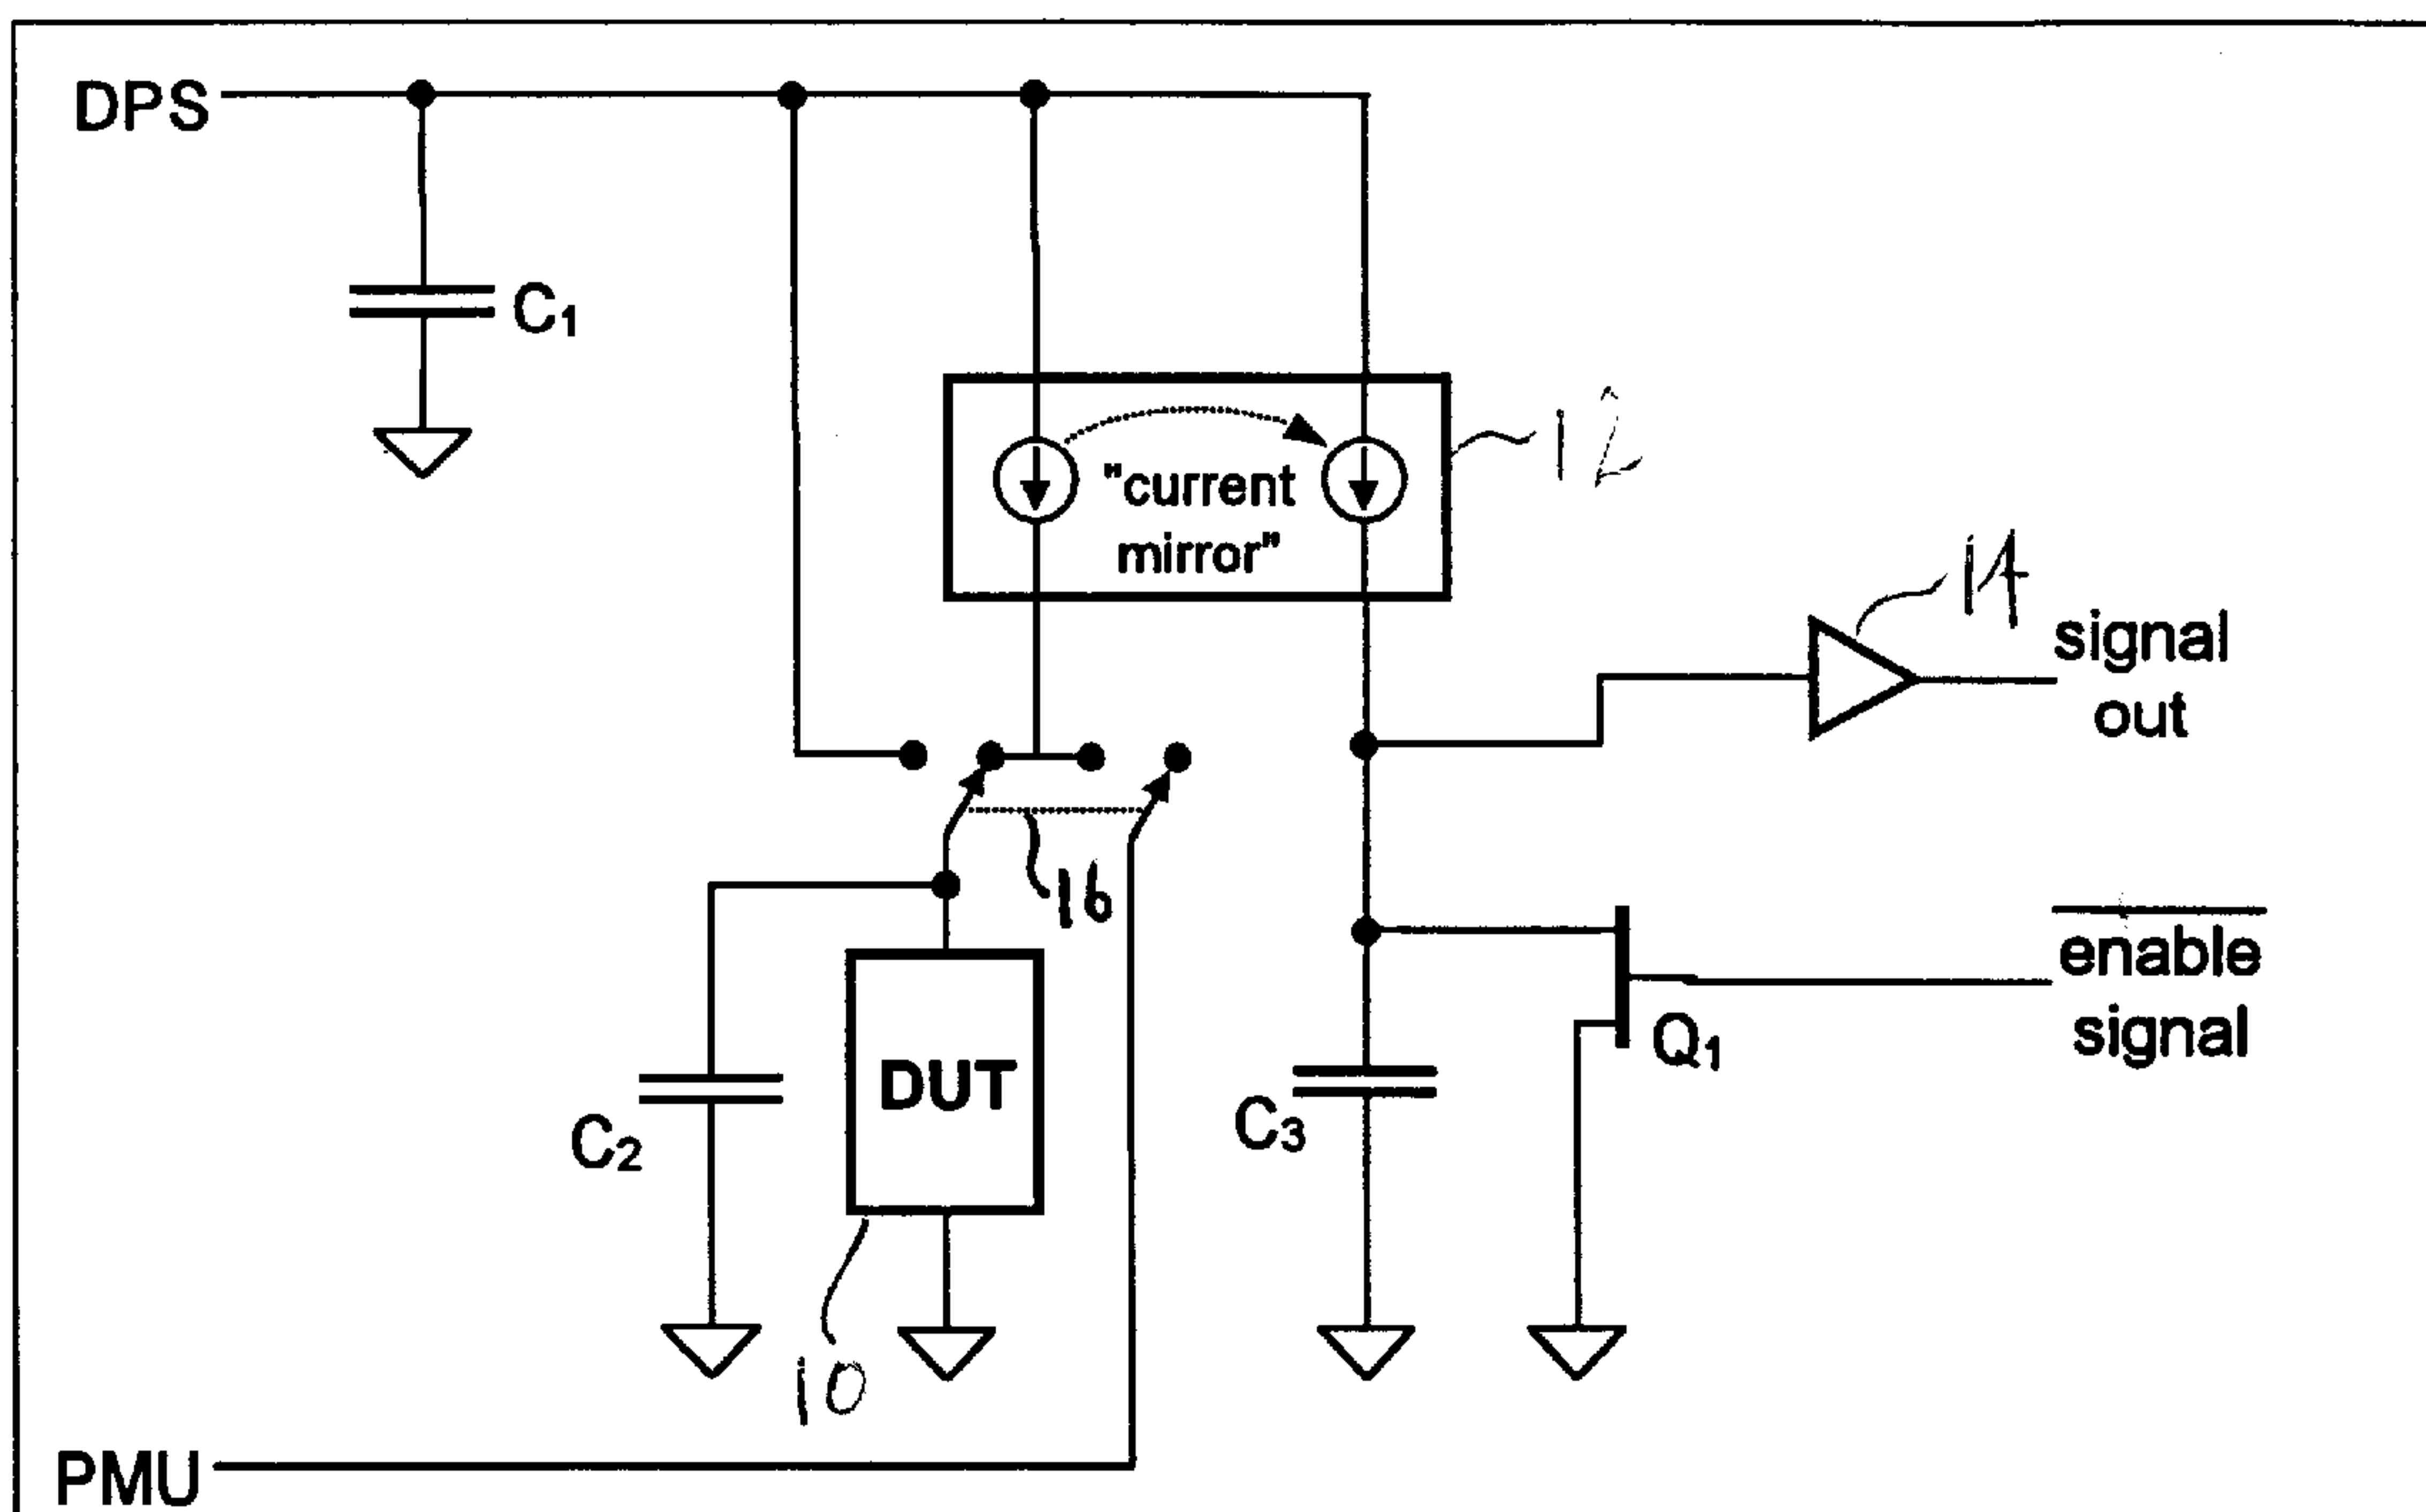 DPS
C1
"current
mirror"
12
14
signal
out
16
enable
signal
Q1
DUT
C2
C3
10
PMU